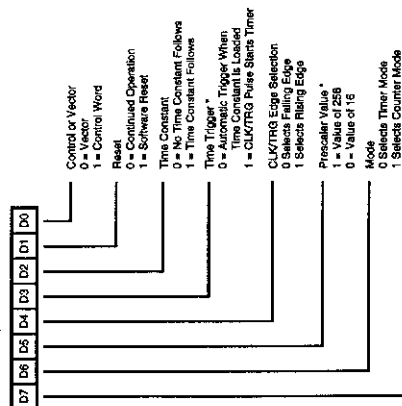 D7 D6 D5 D4 D3 D2 D1 D0
Control or Vector
0 = Vector
1 = Control Word
Reset
0 = Continued Operation
1 = Software Reset
Time Constant
0 = No Time Constant Follows
1 = Time Constant Follows
Time Trigger*
0 = Automatic Trigger When
Time Constant Is Loaded
1 = CLK/TRG Pulse Starts Timer
CLK/TRG Edge Selection
0 Selects Falling Edge
1 Selects Rising Edge
Prescaler Value*
1 = Value of 256
0 = Value of 16
Mode
0 Selects Timer Mode
1 Selects Counter Mode